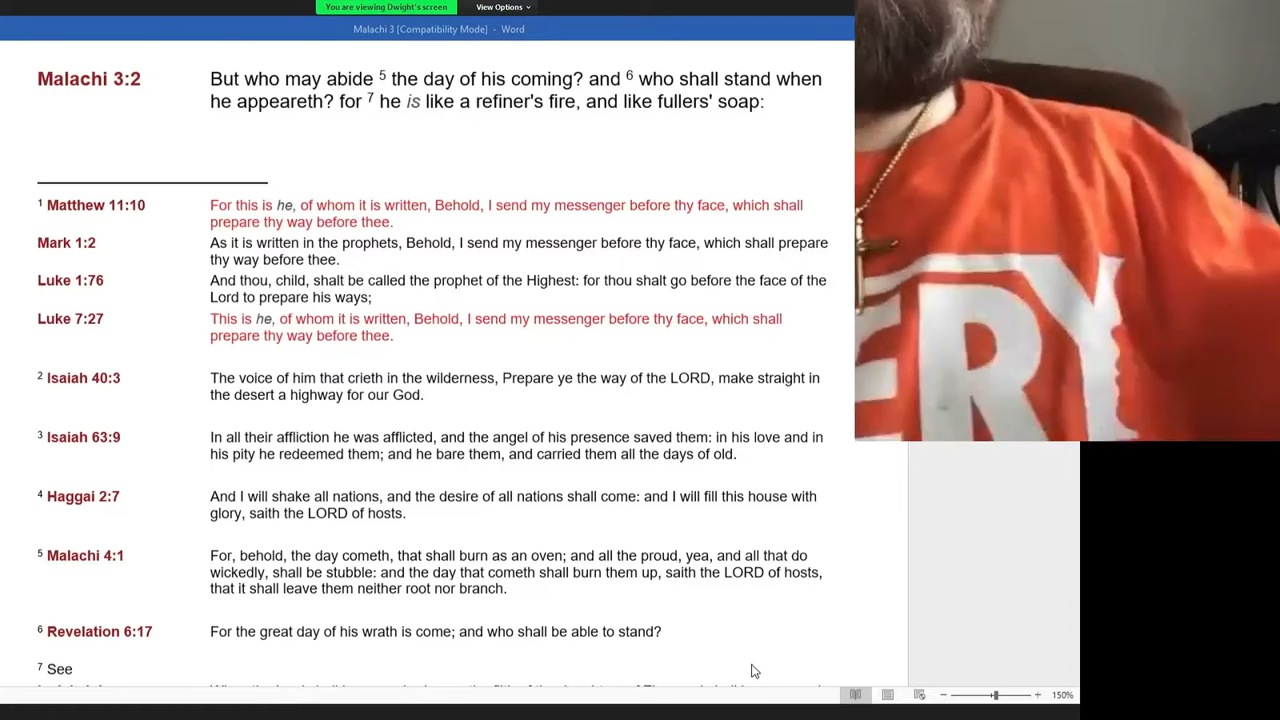 You are viewing Dwight's screen View Options
Malachi 3 [Compatibility Mode] - Word
Malachi 3:2 But who may abide 5 the day of his coming? and 6 who shall stand when
he appeareth? for 7 he is like a refiner's fire, and like fullers' soap:
1 Matthew 11:10 For this is he, of whom it is written, Behold, I send my messenger before thy face, which shall
prepare thy way before thee.
Mark 1:2 As it is written in the prophets, Behold, I send my messenger before thy face, which shall prepare
thy way before thee.
Luke 1:76 And thou, child, shalt be called the prophet of the Highest: for thou shalt go before the face of the
Lord to prepare his ways;
Luke 7:27 This is he, of whom it is written, Behold, I send my messenger before thy face, which shall
prepare thy way before thee.
2 Isaiah 40:3 The voice of him that crieth in the wilderness, Prepare ye the way of the LORD, make straight in
the desert a highway for our God.
3 Isaiah 63:9 In all their affliction he was afflicted, and the angel of his presence saved them: in his love and in
his pity he redeemed them; and he bare them, and carried them all the days of old.
4 Haggai 2:7 And I will shake all nations, and the desire of all nations shall come: and I will fill this house with
glory, saith the LORD of hosts.
5 Malachi 4:1 For, behold, the day cometh, that shall burn as an oven; and all the proud, yea, and all that do
wickedly, shall be stubble: and the day that cometh shall burn them up, saith the LORD of hosts,
that it shall leave them neither root nor branch.
6 Revelation 6:17 For the great day of his wrath is come; and who shall be able to stand?
7 See
150%
ERY